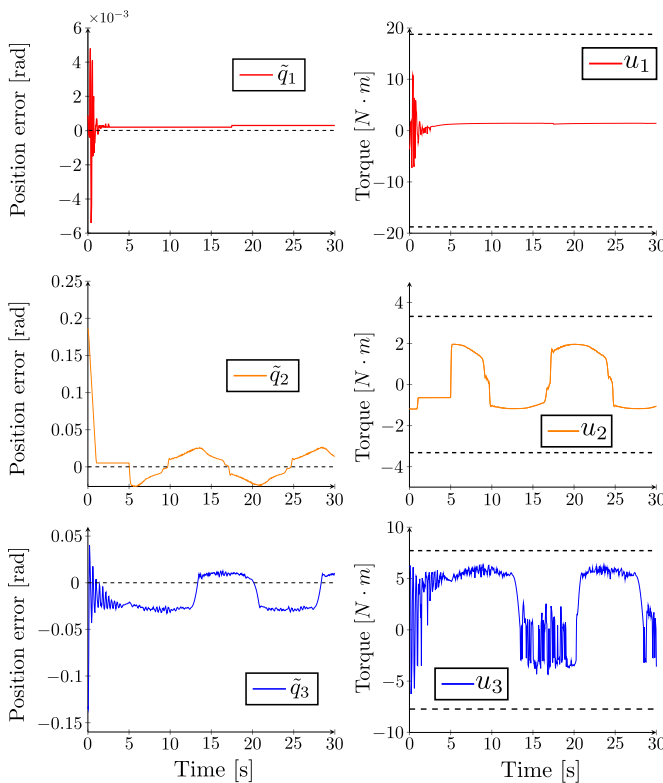 ×10⁻³
Position error [rad]
6
4
2
0
−2
−4
−6
0 5 10 15 20 25 30
q̃₁
Torque [N · m]
20
10
0
−10
−20
0 5 10 15 20 25 30
u₁
Position error [rad]
0.25
0.2
0.15
0.1
0.05
0
0 5 10 15 20 25 30
q̃₂
Torque [N · m]
4
2
0
−2
−4
0 5 10 15 20 25 30
u₂
Position error [rad]
0.05
0
−0.05
−0.1
−0.15
0 5 10 15 20 25 30
q̃₃
Time [s]
Torque [N · m]
10
5
0
−5
−10
0 5 10 15 20 25 30
u₃
Time [s]